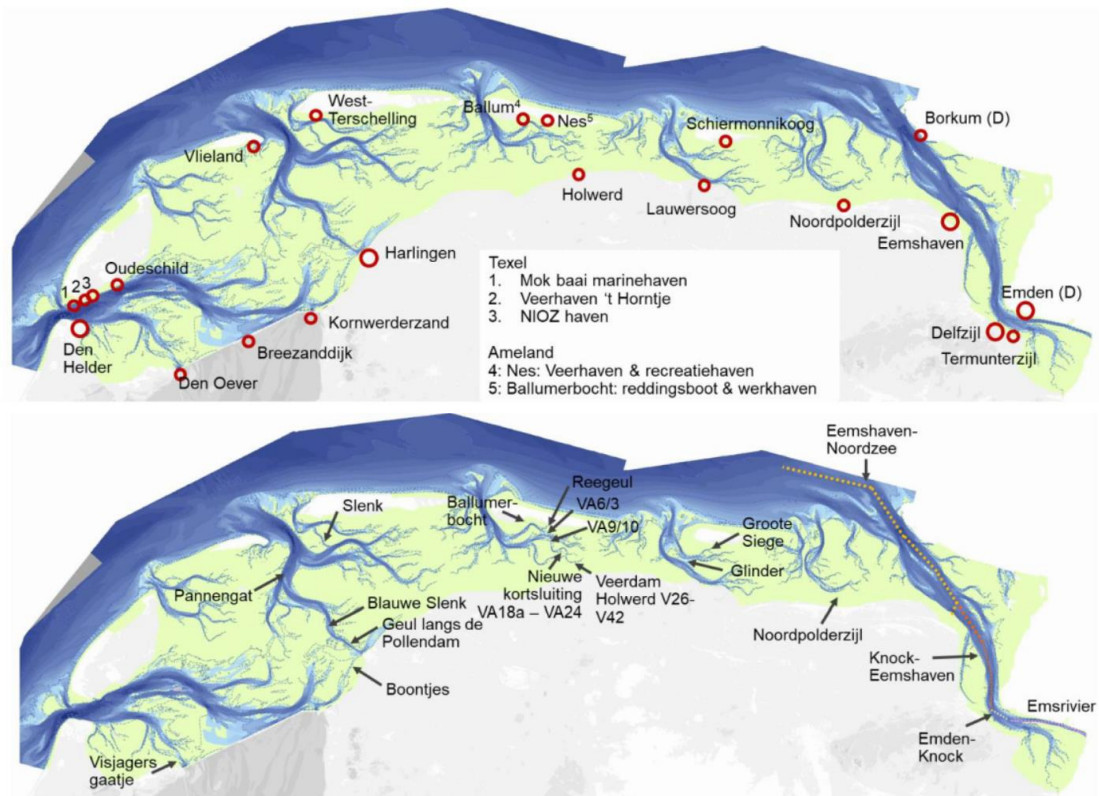 West-
Terschelling
Ballum⁴
Nes⁵
Schiermonnikoog
Borkum (D)
Vlieland
Holwerd
Lauwersoog
Noordpolderzijl
Eemshaven
Harlingen
Oudeschild
1 2 3
Den
Helder
Kornwerderzand
Breezanddijk
Den Oever
Emden (D)
Delfzijl
Termunterzijl
Texel
1. Mok baai marinehaven
2. Veerhaven ‘t Horntje
3. NIOZ haven
Ameland
4: Nes: Veerhaven & recreatiehaven
5: Ballumerbocht: reddingsboot & werkhaven
Eemshaven-
Noordzee
Slenk
Ballumer-
bocht
Reegeul
VA6/3
VA9/10
Groote
Siege
Glinder
Pannengat
Nieuwe
kortsluiting
VA18a – VA24
Veerdam
Holwerd V26-
V42
Blauwe Slenk
Geul langs de
Pollendam
Noordpolderzijl
Boontjes
Knock-
Eemshaven
Emsrivier
Emden-
Knock
Visjagers
gaatje